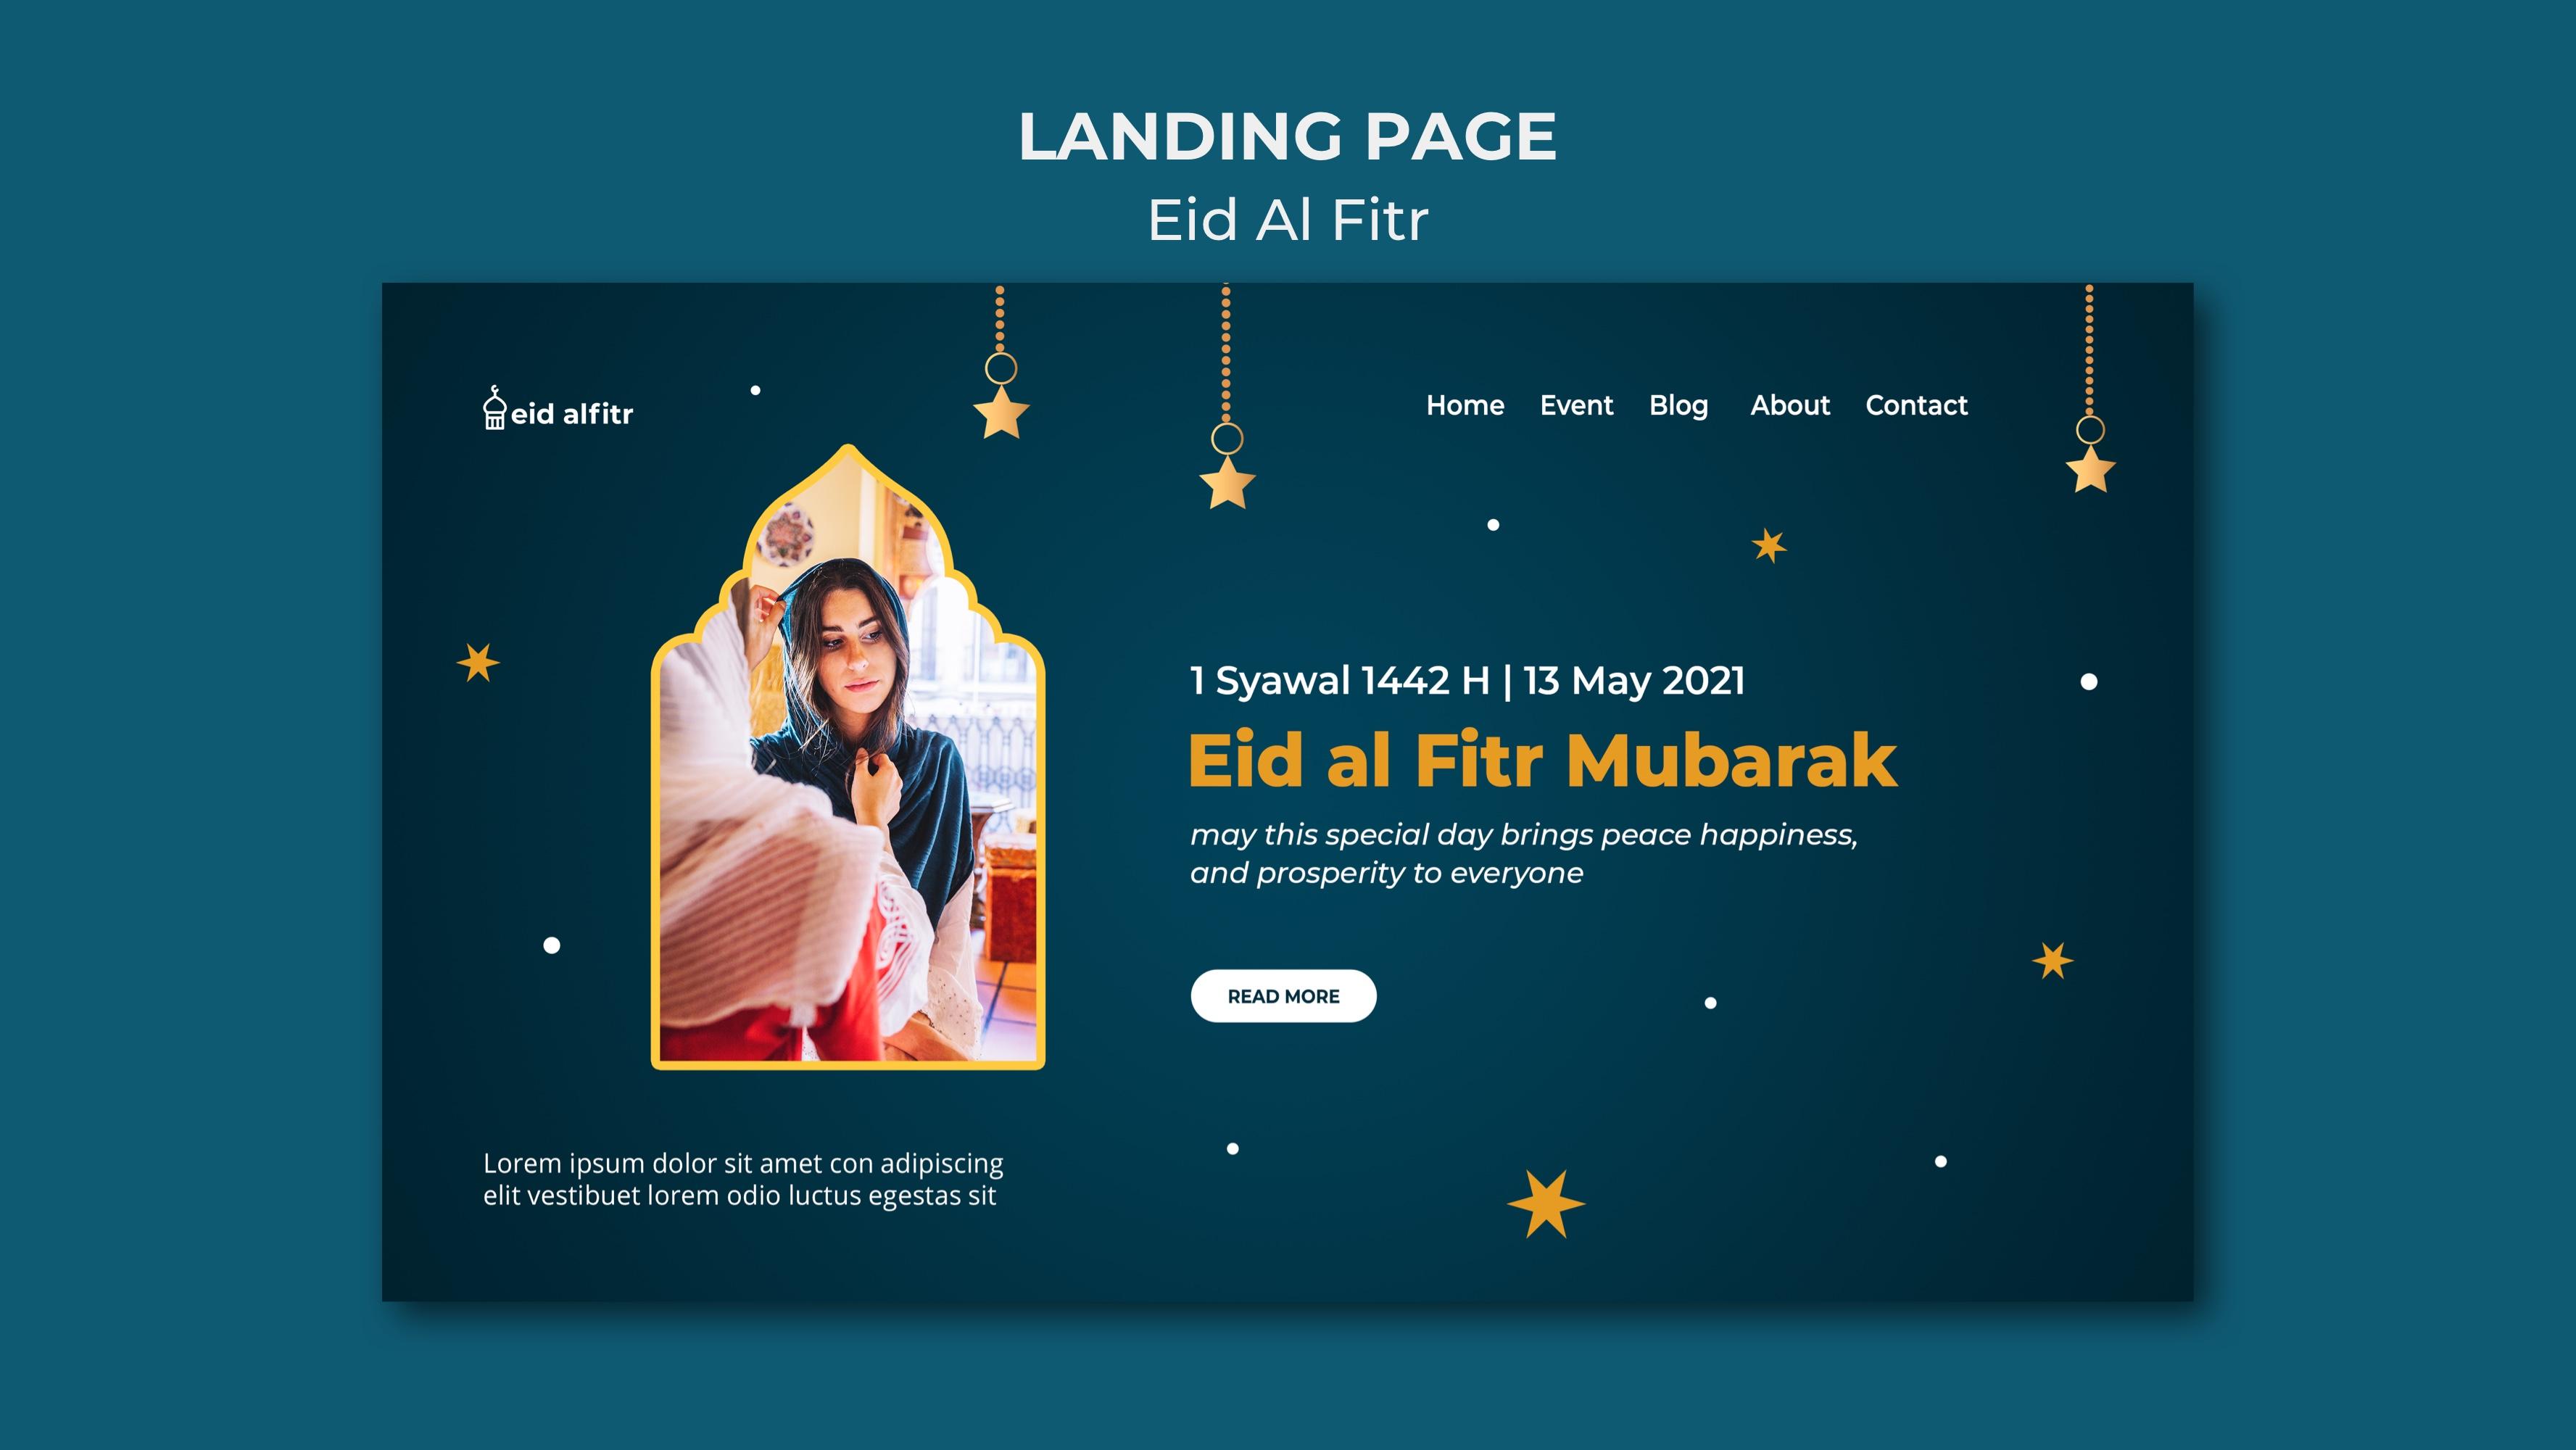 LANDING PAGE
Eid Al Fitr
eid alfitr
Home Event Blog About Contact
1 Syawal 1442 H | 13 May 2021
Eid al Fitr Mubarak
may this special day brings peace happiness,
and prosperity to everyone
READ MORE
Lorem ipsum dolor sit amet con adipiscing
elit vestibuet lorem odio luctus egestas sit